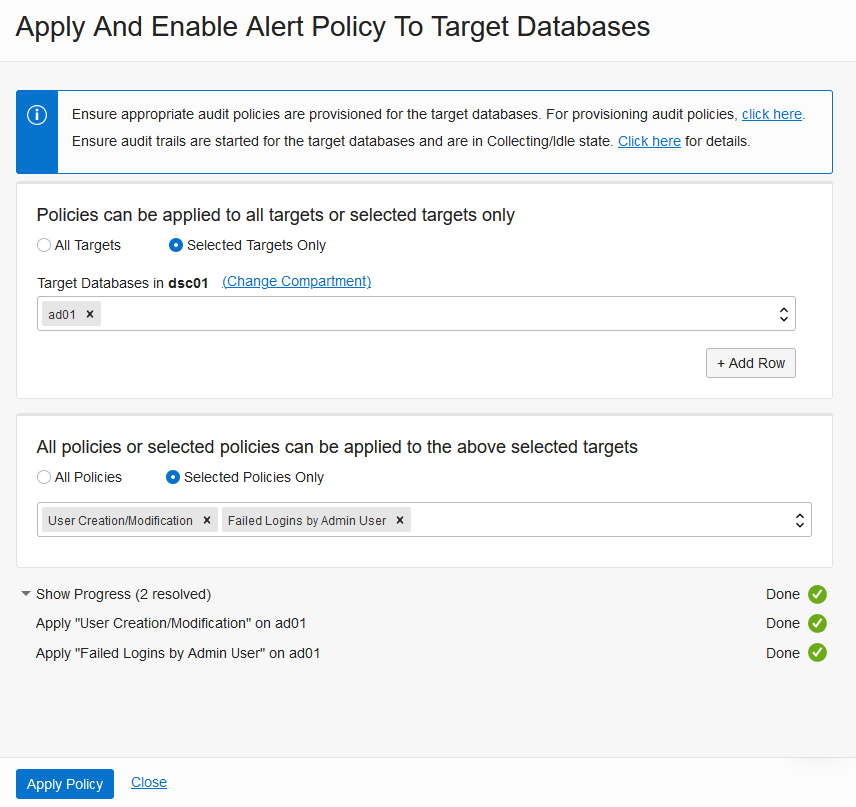 Apply And Enable Alert Policy To Target Databases
Ensure appropriate audit policies are provisioned for the target databases. For provisioning audit policies, click here.
Ensure audit trails are started for the target databases and are in Collecting/Idle state. Click here for details.
Policies can be applied to all targets or selected targets only
All Targets Selected Targets Only
Target Databases in dsc01 (Change Compartment)
ad01 ×
+ Add Row
All policies or selected policies can be applied to the above selected targets
All Policies Selected Policies Only
User Creation/Modification × Failed Logins by Admin User ×
Show Progress (2 resolved) Done
Apply "User Creation/Modification" on ad01 Done
Apply "Failed Logins by Admin User" on ad01 Done
Apply Policy Close